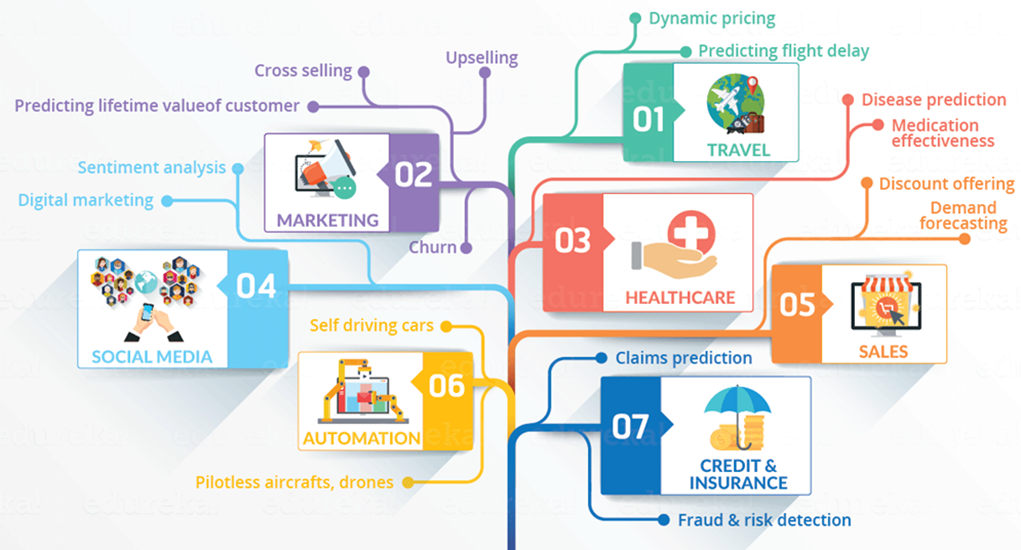 Dynamic pricing
Predicting flight delay
01
TRAVEL
Upselling
Cross selling
Predicting lifetime valueof customer
02
MARKETING
Churn
Disease prediction
Medication
effectiveness
03
HEALTHCARE
Sentiment analysis
Digital marketing
04
SOCIAL MEDIA
Discount offering
Demand
forecasting
05
SALES
Self driving cars
06
AUTOMATION
Pilotless aircrafts, drones
Claims prediction
07
CREDIT &
INSURANCE
Fraud & risk detection
edureka!